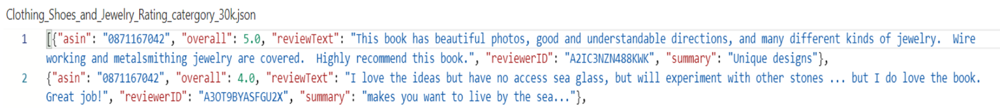 Clothing_Shoes_and_Jewelry_Rating_catergory_30k.json
1 [{"asin": "0871167042", "overall": 5.0, "reviewText": "This book has beautiful photos, good and understandable directions, and many different kinds of jewelry.  Wire
working and metalsmithing jewelry are covered.  Highly recommend this book.", "reviewerID": "A2IC3NZN488KWK", "summary": "Unique designs"},
2 {"asin": "0871167042", "overall": 4.0, "reviewText": "I love the ideas but have no access sea glass, but will experiment with other stones ... but I do love the book.
Great job!", "reviewerID": "A3OT9BYASFGU2X", "summary": "makes you want to live by the sea..."},